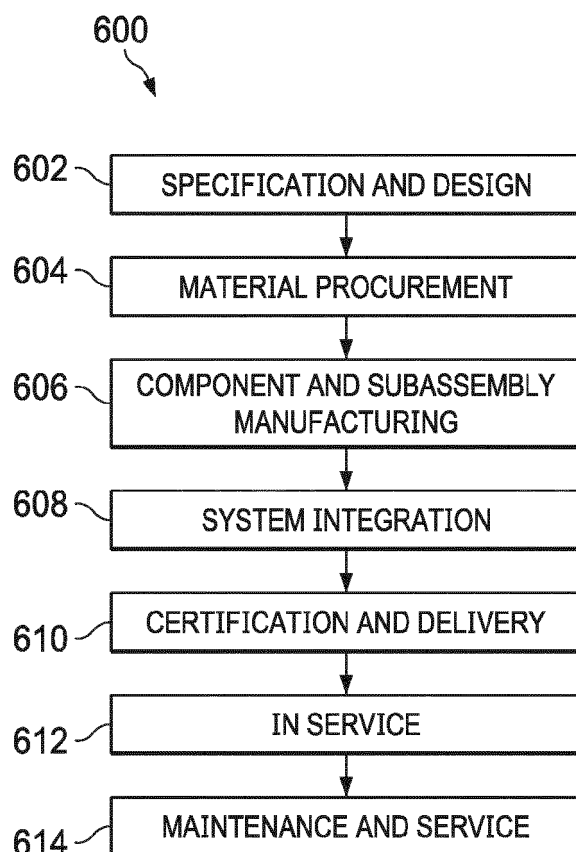 600
602
SPECIFICATION AND DESIGN
604
MATERIAL PROCUREMENT
606
COMPONENT AND SUBASSEMBLY
MANUFACTURING
608
SYSTEM INTEGRATION
610
CERTIFICATION AND DELIVERY
612
IN SERVICE
614
MAINTENANCE AND SERVICE